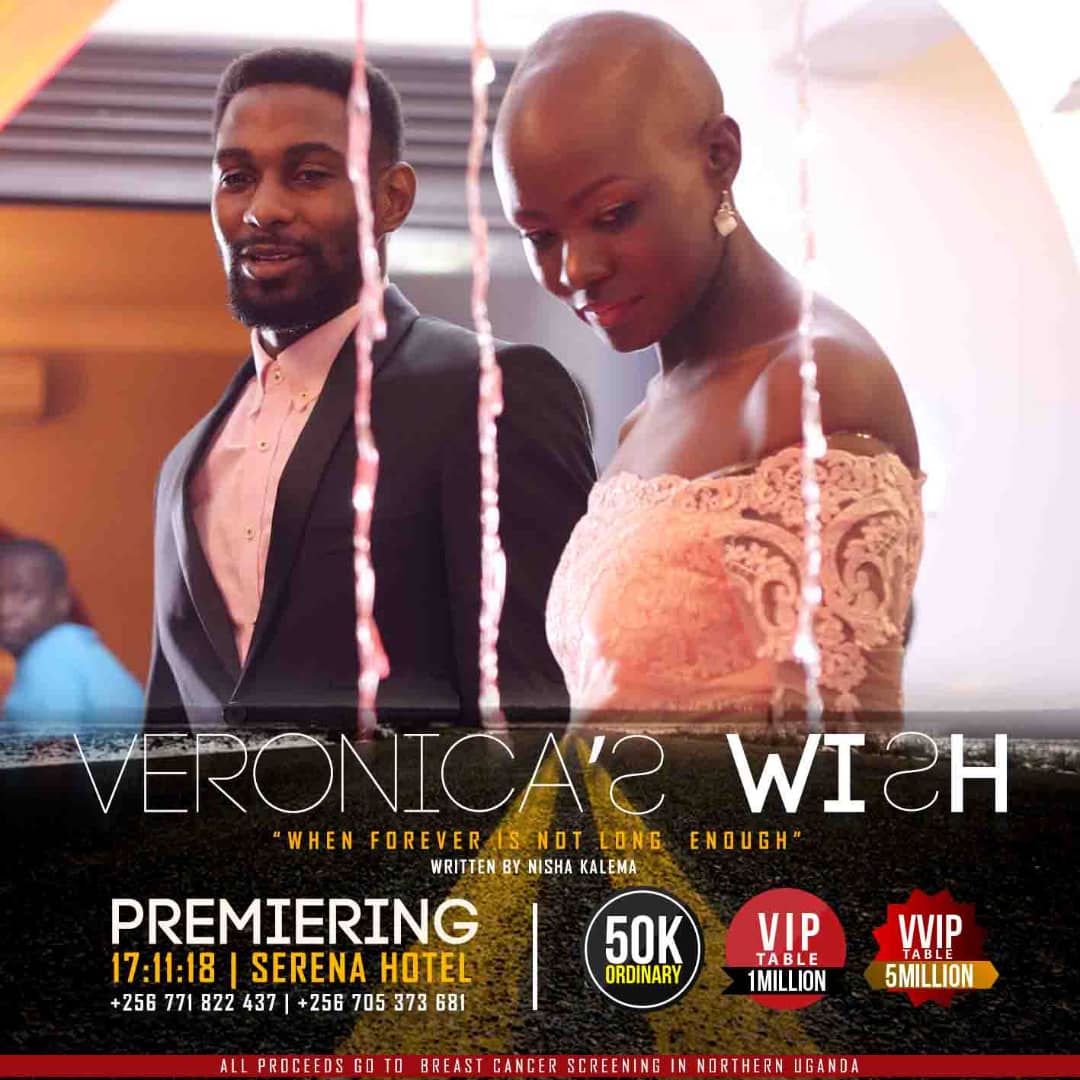 VERONICA'S WISH
"WHEN FOREVER IS NOT LONG ENOUGH"
WRITTEN BY NISHA KALEMA
PREMIERING
17:11:18 | SERENA HOTEL
+256 771 822 437 | +256 705 373 681
50K
ORDINARY
VIP
TABLE
1MILLION
VVIP
TABLE
5MILLION
ALL PROCEEDS GO TO BREAST CANCER SCREENING IN NORTHERN UGANDA